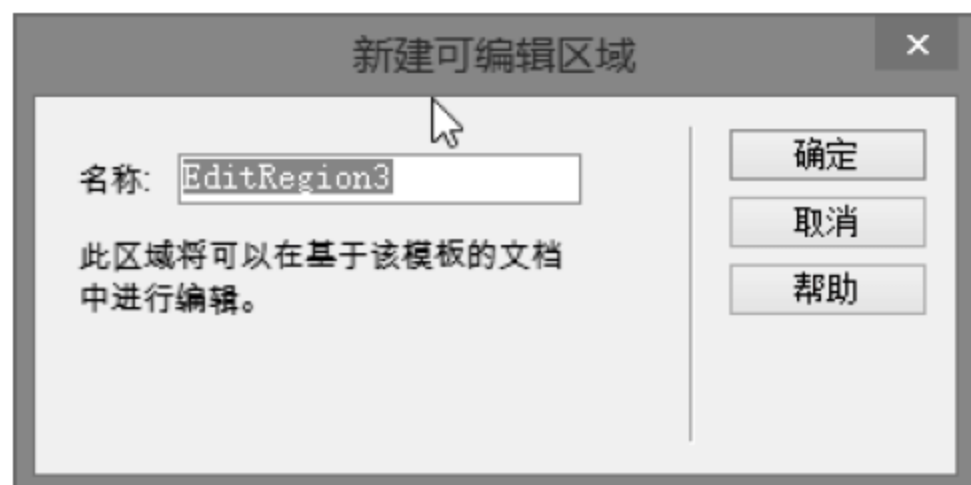 新建可编辑区域
×
名称: EditRegion3
确定
取消
帮助
此区域将可以在基于该模板的文档
中进行编辑。